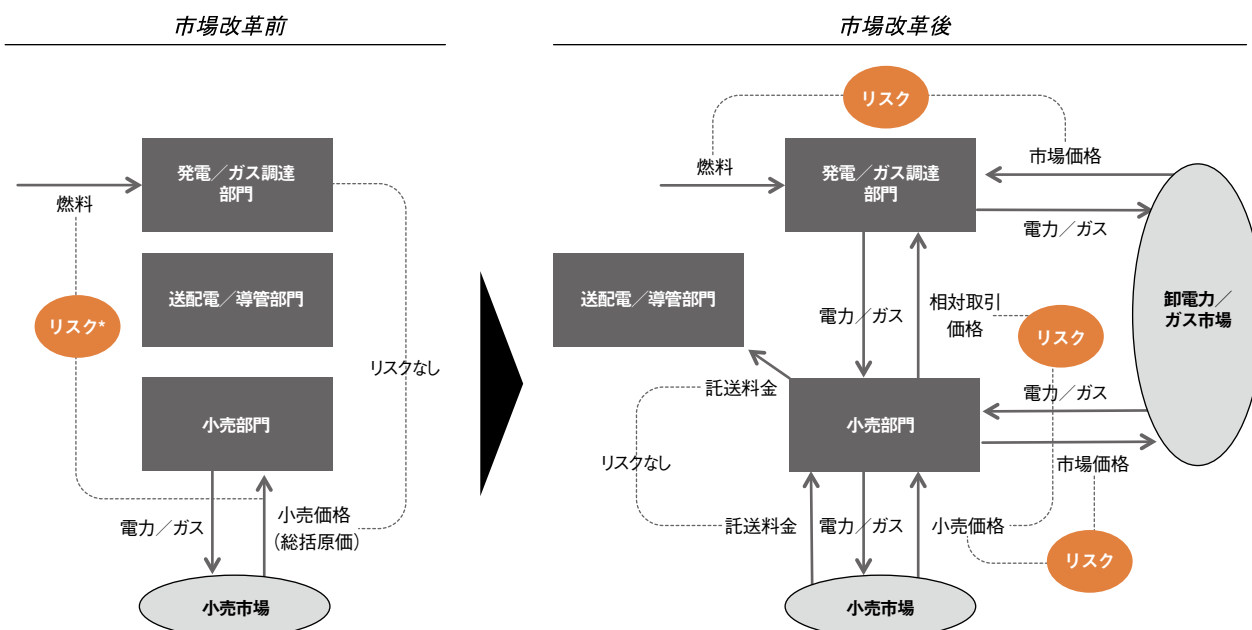 市場改革前
発電／ガス調達
部門
燃料
送配電／導管部門
リスク*
リスクなし
小売部門
電力／ガス
小売価格
（総括原価）
小売市場
市場改革後
リスク
燃料
市場価格
発電／ガス調達
部門
電力／ガス
送配電／導管部門
電力／ガス
相対取引
価格
リスク
卸電力／
ガス市場
託送料金
電力／ガス
小売部門
リスクなし
市場価格
託送料金
電力／ガス
小売価格
リスク
小売市場